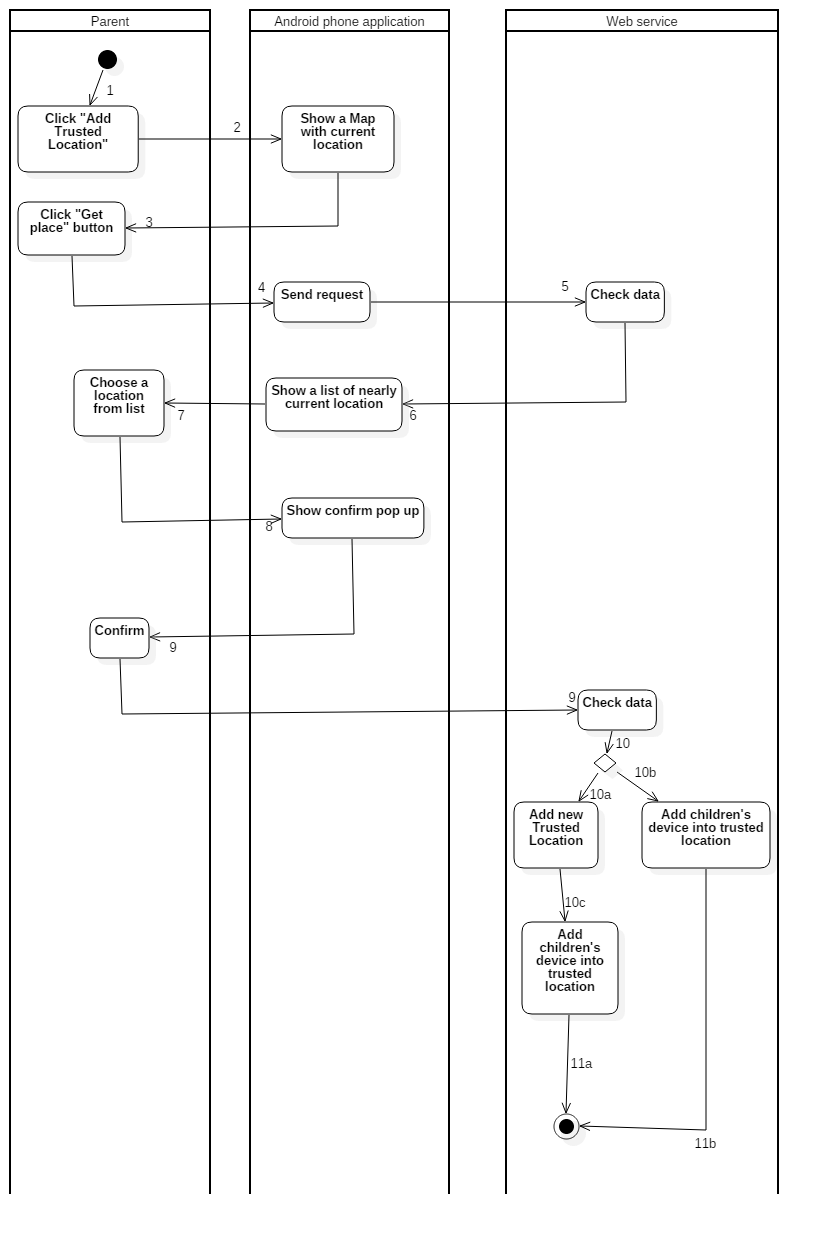 Parent
Android phone application
Web service
1
Click "Add
Trusted
Location"
2
Show a Map
with current
location
Click "Get
place" button
3
4
Send request
5
Check data
Choose a
location
from list
7
Show a list of nearly
current location
6
8
Show confirm pop up
Confirm
9
9
Check data
10
10b
10a
Add new
Trusted
Location
Add children's
device into trusted
location
10c
Add
children's
device into
trusted
location
11a
11b